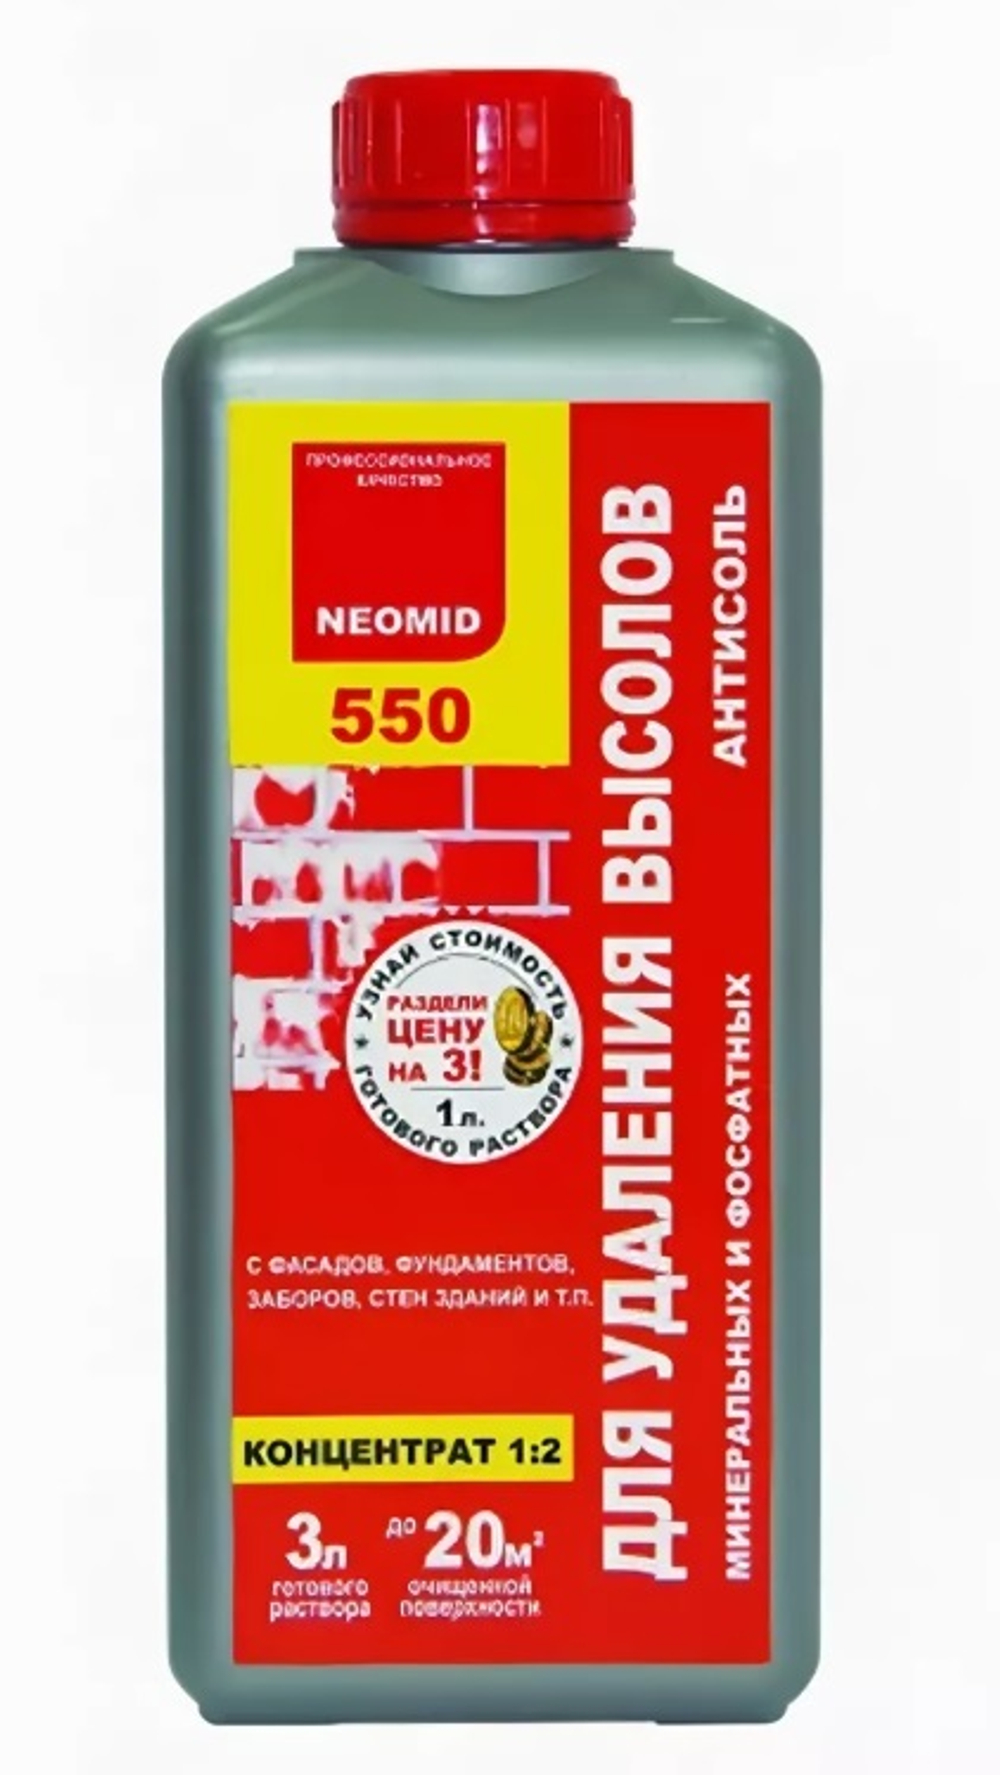 ПРОФЕССИОНАЛЬНОЕ
КАЧЕСТВО
NEOMID
550
ДЛЯ УДАЛЕНИЯ ВЫСОЛОВ
АНТИСОЛЬ
МИНЕРАЛЬНЫХ И ФОСФАТНЫХ
УЗНАЙ СТОИМОСТЬ
РАЗДЕЛИ
ЦЕНУ
НА 3!
1л.
ГОТОВОГО РАСТВОРА
С ФАСАДОВ, ФУНДАМЕНТОВ,
ЗАБОРОВ, СТЕН ЗДАНИЙ И Т.П.
КОНЦЕНТРАТ 1:2
3л
готового
раствора
до 20м²
очищенной
поверхности